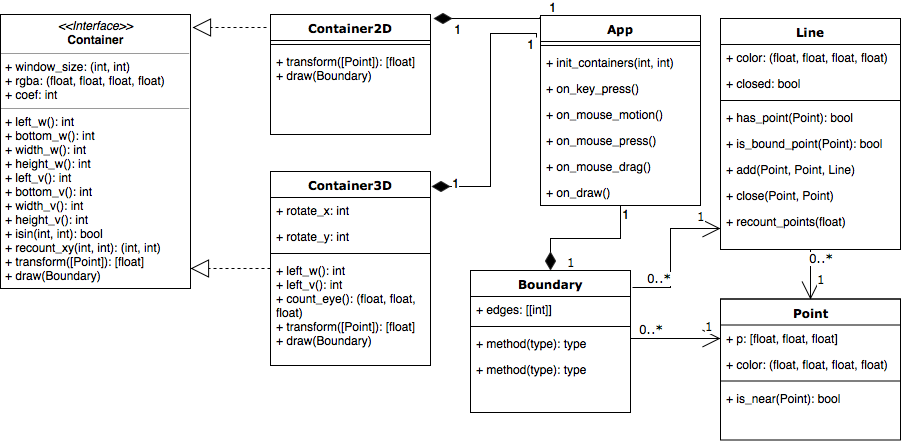 <<Interface>>
Container
+ window_size: (int, int)
+ rgba: (float, float, float, float)
+ coef: int
+ left_w(): int
+ bottom_w(): int
+ width_w(): int
+ height_w(): int
+ left_v(): int
+ bottom_v(): int
+ width_v(): int
+ height_v(): int
+ isin(int, int): bool
+ recount_xy(int, int): (int, int)
+ transform([Point]): [float]
+ draw(Boundary)
Container2D
+ transform([Point]): [float]
+ draw(Boundary)
1
1
Container3D
+ rotate_x: int
+ rotate_y: int
+ left_w(): int
+ left_v(): int
+ count_eye(): (float, float,
float)
+ transform([Point]): [float]
+ draw(Boundary)
1
1
App
+ init_containers(int, int)
+ on_key_press()
+ on_mouse_motion()
+ on_mouse_press()
+ on_mouse_drag()
+ on_draw()
1
1
Boundary
+ edges: [[int]]
+ method(type): type
+ method(type): type
0..*
1
0..*
.1
Line
+ color: (float, float, float, float)
+ closed: bool
+ has_point(Point): bool
+ is_bound_point(Point): bool
+ add(Point, Point, Line)
+ close(Point, Point)
+ recount_points(float)
0..*
1
Point
+ p: [float, float, float]
+ color: (float, float, float, float)
+ is_near(Point): bool